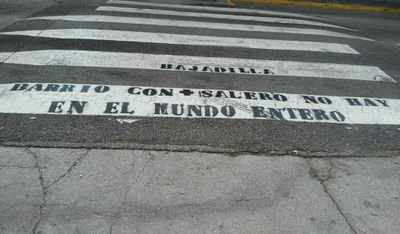 BAJADILLA
BARRIO CON + SALERO NO HAY
EN EL MUNDO ENTERO